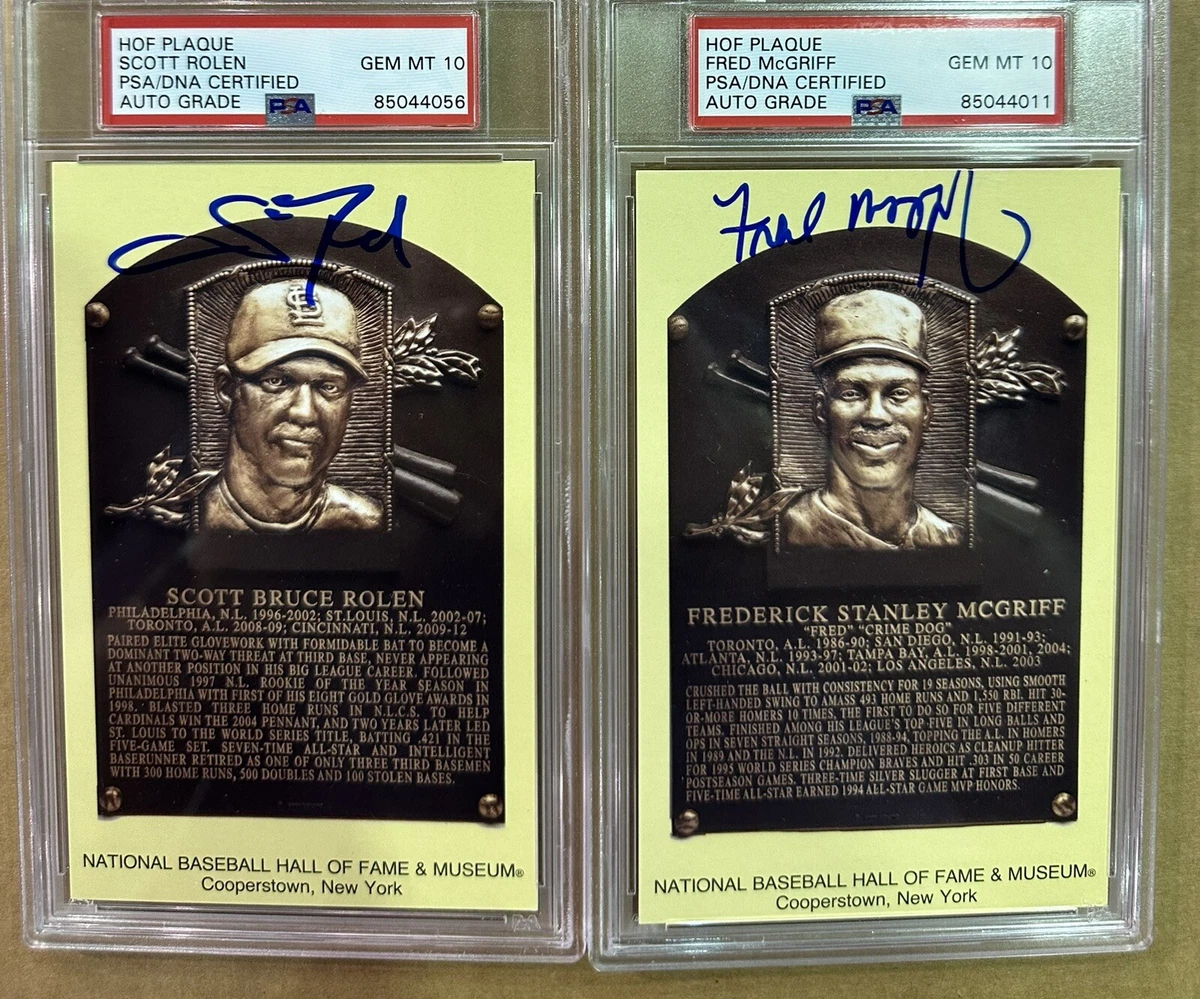 HOF PLAQUE
SCOTT ROLEN GEM MT 10
PSA/DNA CERTIFIED
AUTO GRADE PSA 85044056
STL
SCOTT BRUCE ROLEN
PHILADELPHIA, N.L. 1996-2002; ST.LOUIS, N.L. 2002-07;
TORONTO, A.L. 2008-09; CINCINNATI, N.L. 2009-12
PAIRED ELITE GLOVEWORK WITH FORMIDABLE BAT TO BECOME A
DOMINANT TWO-WAY THREAT AT THIRD BASE, NEVER APPEARING
AT ANOTHER POSITION IN HIS BIG LEAGUE CAREER. FOLLOWED
UNANIMOUS 1997 N.L. ROOKIE OF THE YEAR SEASON IN
PHILADELPHIA WITH FIRST OF HIS EIGHT GOLD GLOVE AWARDS IN
1998. BLASTED THREE HOME RUNS IN N.L.C.S. TO HELP
CARDINALS WIN THE 2004 PENNANT, AND TWO YEARS LATER LED
ST. LOUIS TO THE WORLD SERIES TITLE, BATTING .421 IN THE
FIVE-GAME SET. SEVEN-TIME ALL-STAR AND INTELLIGENT
BASERUNNER RETIRED AS ONE OF ONLY THREE THIRD BASEMEN
WITH 300 HOME RUNS, 500 DOUBLES AND 100 STOLEN BASES.
NATIONAL BASEBALL HALL OF FAME & MUSEUM®
Cooperstown, New York
HOF PLAQUE
FRED McGRIFF GEM MT 10
PSA/DNA CERTIFIED
AUTO GRADE PSA 85044011
FREDERICK STANLEY MCGRIFF
"FRED" "CRIME DOG"
TORONTO, A.L. 1986-90; SAN DIEGO, N.L. 1991-93;
ATLANTA, N.L. 1993-97; TAMPA BAY, A.L. 1998-2001, 2004;
CHICAGO, N.L. 2001-02; LOS ANGELES, N.L. 2003
CRUSHED THE BALL WITH CONSISTENCY FOR 19 SEASONS, USING SMOOTH
LEFT-HANDED SWING TO AMASS 493 HOME RUNS AND 1,550 RBI. HIT 30-
OR-MORE HOMERS 10 TIMES, THE FIRST TO DO SO FOR FIVE DIFFERENT
TEAMS. FINISHED AMONG HIS LEAGUE'S TOP FIVE IN LONG BALLS AND
OPS IN SEVEN STRAIGHT SEASONS, 1988-94, TOPPING THE A.L. IN HOMERS
IN 1989 AND THE N.L. IN 1992. DELIVERED HEROICS AS CLEANUP HITTER
FOR 1995 WORLD SERIES CHAMPION BRAVES AND HIT .303 IN 50 CAREER
POSTSEASON GAMES. THREE-TIME SILVER SLUGGER AT FIRST BASE AND
FIVE-TIME ALL-STAR EARNED 1994 ALL-STAR GAME MVP HONORS.
NATIONAL BASEBALL HALL OF FAME & MUSEUM®
Cooperstown, New York